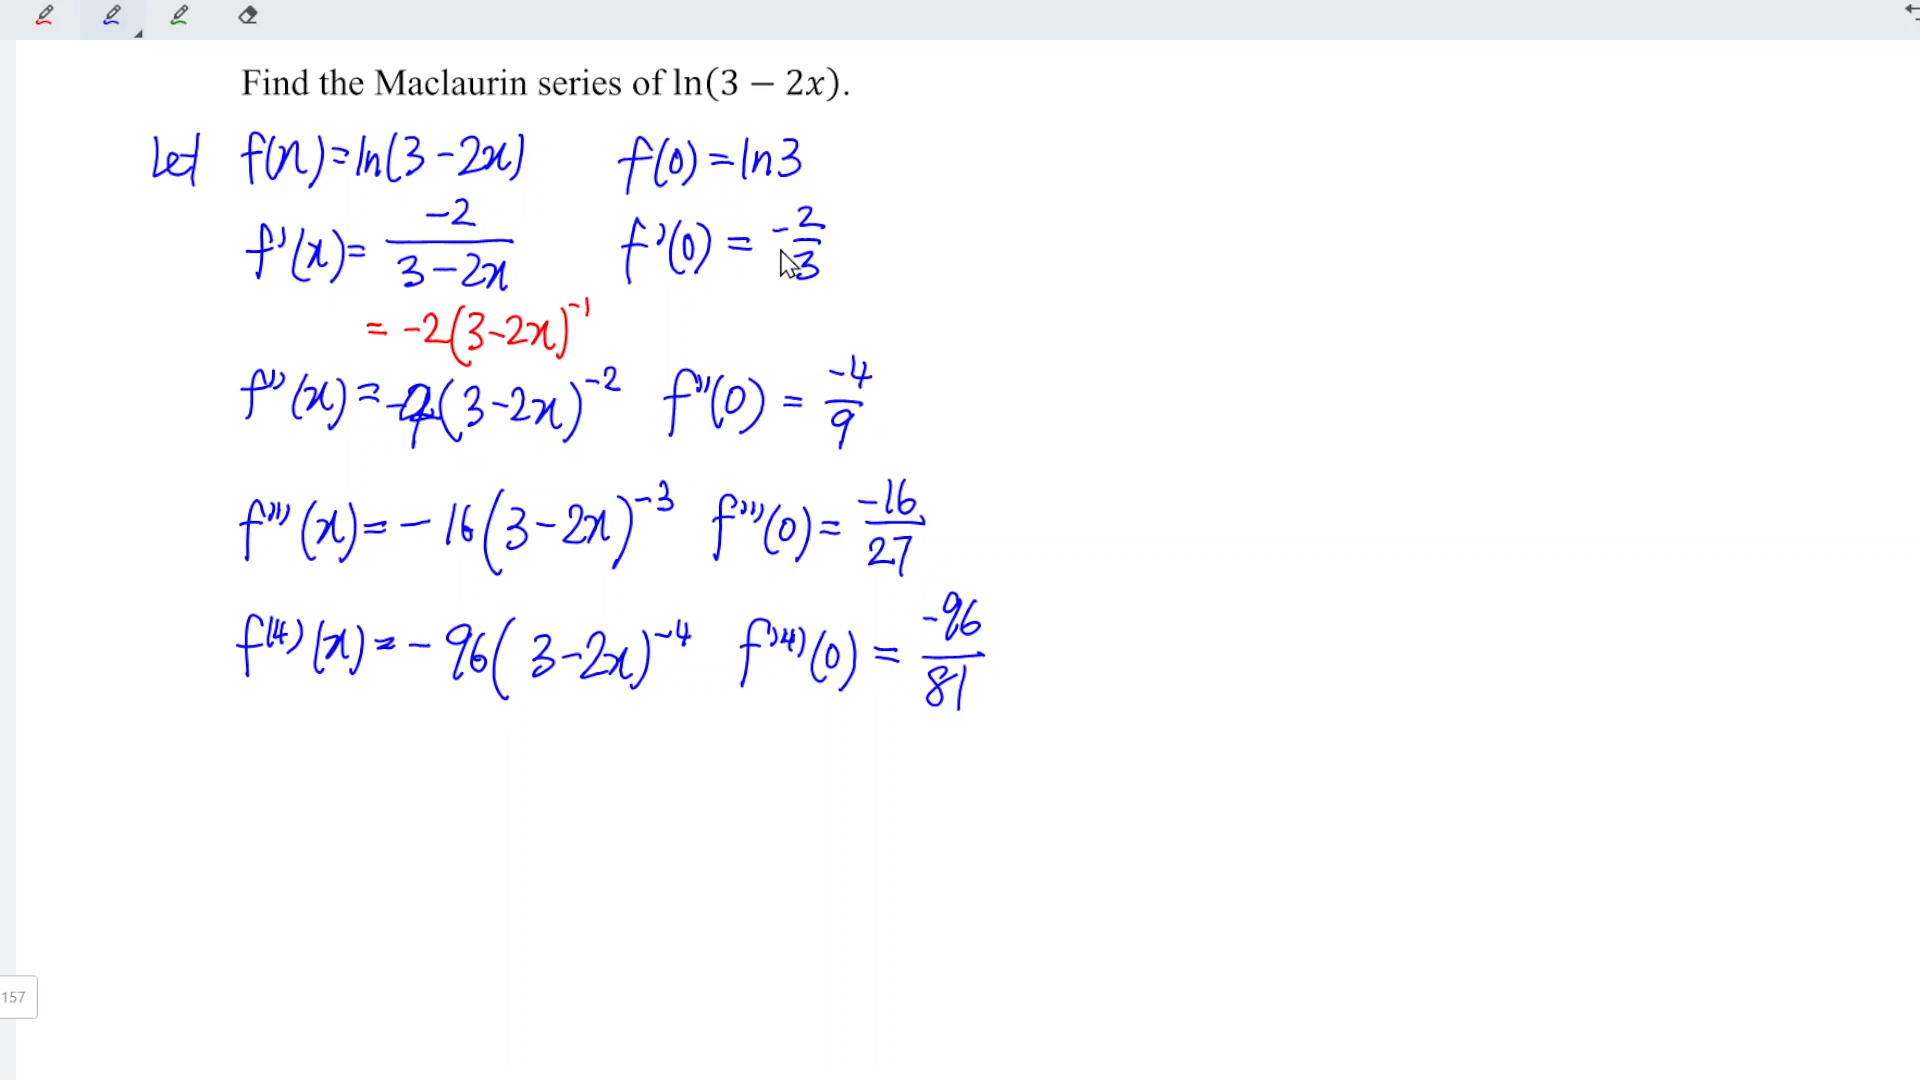 Find the Maclaurin series of ln(3 − 2x).
Let f(x)=ln(3-2x) f(0)=ln3
f'(x)= -2/(3-2x) f'(0) = -2/3
= -2(3-2x)^-1
f''(x)= -4(3-2x)^-2 f''(0) = -4/9
f'''(x)= -16(3-2x)^-3 f'''(0)= -16/27
f^(4)(x)= -96(3-2x)^-4 f^(4)(0) = -96/81
157